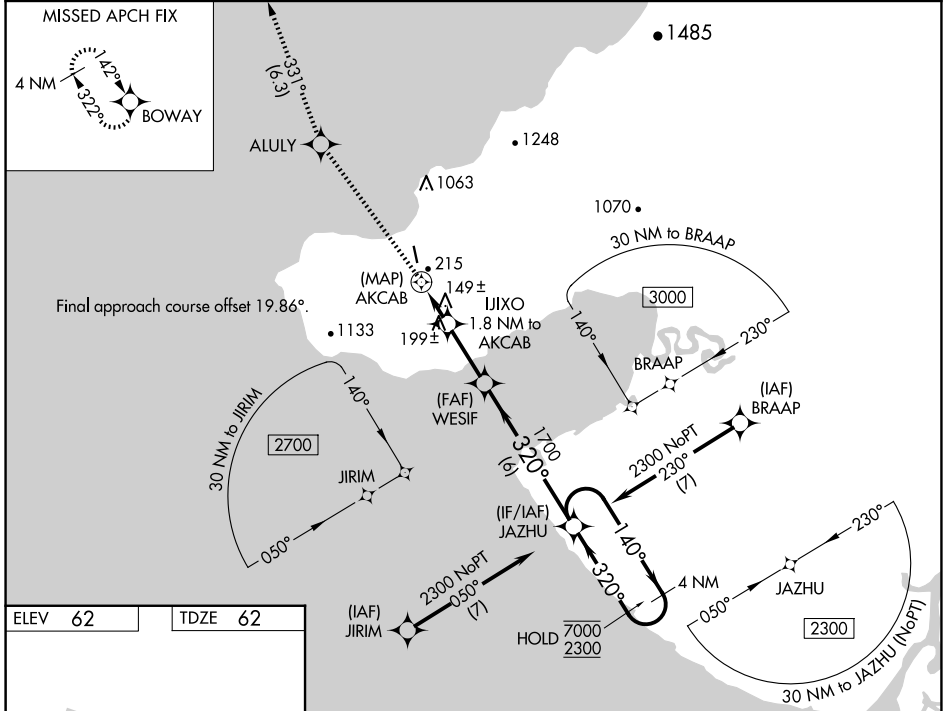 MISSED APCH FIX
4 NM
142°
322°
BOWAY
331°
(6.3)
1485
ALULY
1248
1063
1070
30 NM to BRAAP
3000
140°
230°
BRAAP
(MAP)
AKCAB
215
149±
IJIXO
1.8 NM to
AKCAB
199±
Final approach course offset 19.86°.
1133
(FAF)
WESIF
(IAF)
BRAAP
30 NM to JIRIM
140°
2700
JIRIM
050°
1700
320°
(6)
2300 NoPT
230°
(7)
(IF/IAF)
JAZHU
140°
320°
4 NM
HOLD
7000
2300
2300 NoPT
050°
(7)
(IAF)
JIRIM
230°
050°
JAZHU
2300
30 NM to JAZHU (NoPT)
ELEV 62
TDZE 62